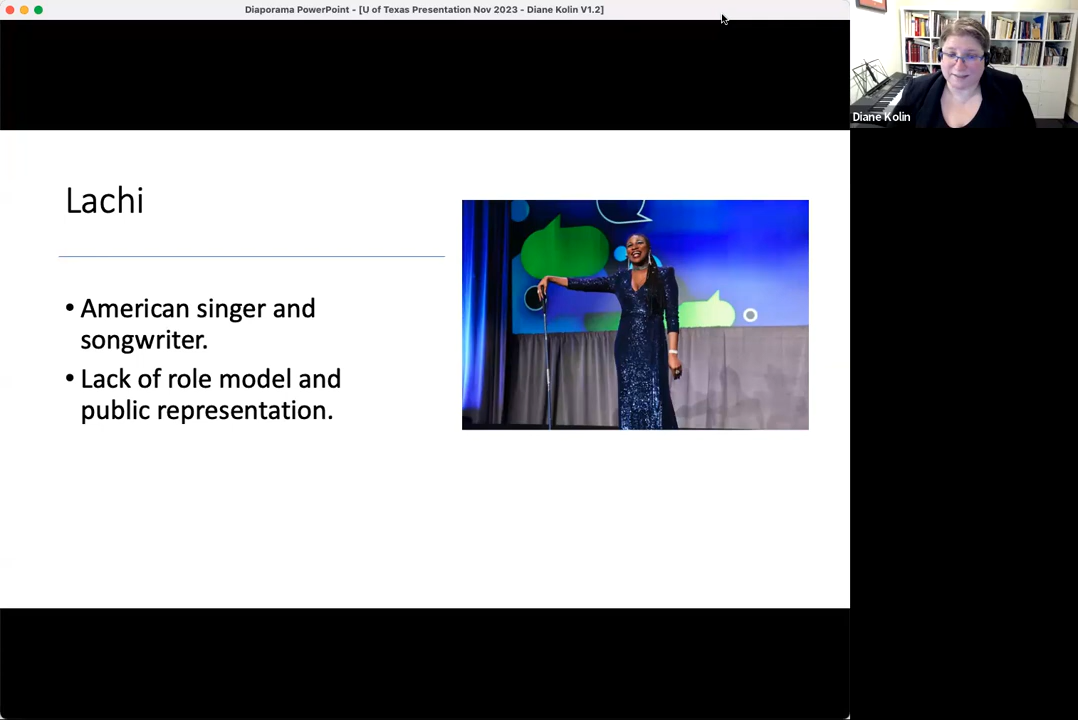 Diaporama PowerPoint - [U of Texas Presentation Nov 2023 - Diane Kolin V1.2]
Diane Kolin
Lachi
• American singer and
songwriter.
• Lack of role model and
public representation.